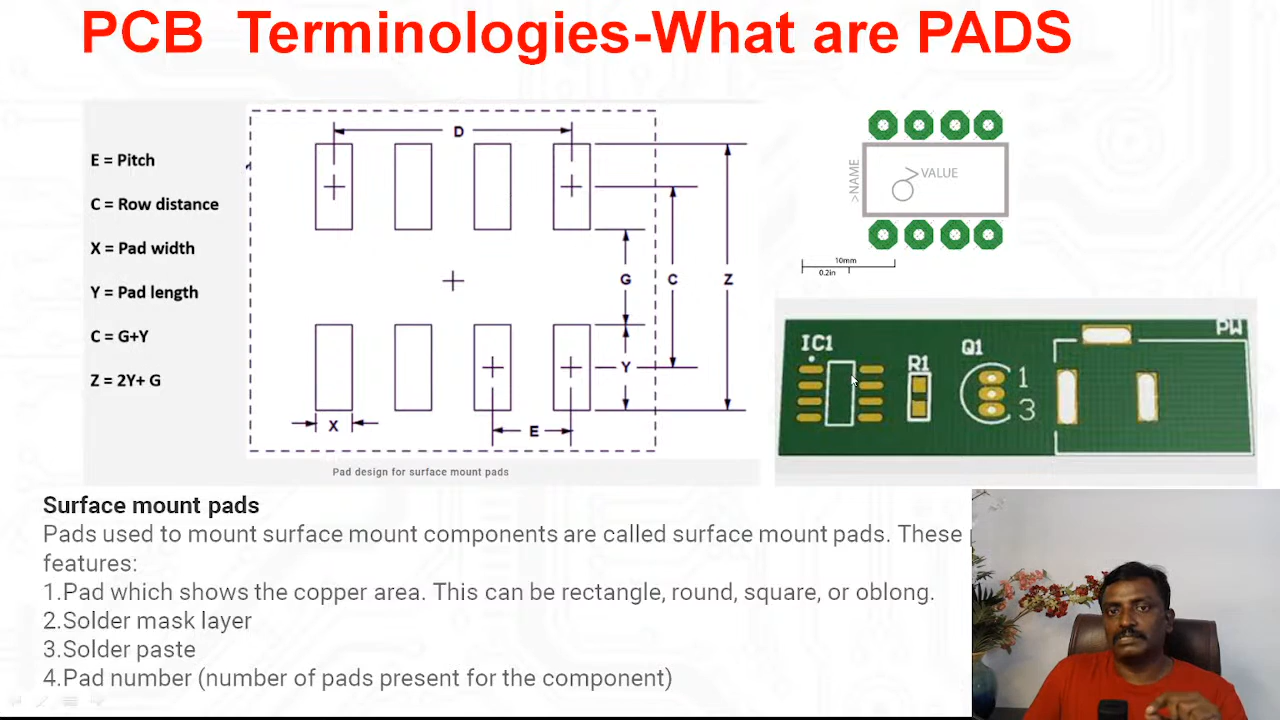 PCB Terminologies-What are PADS
E = Pitch
C = Row distance
X = Pad width
Y = Pad length
C = G+Y
Z = 2Y+ G
D
G
C
Z
Y
X
E
Pad design for surface mount pads
>NAME
>VALUE
10mm
0.2in
IC1
R1
Q1
1
3
PW
Surface mount pads
Pads used to mount surface mount components are called surface mount pads. These
features:
1.Pad which shows the copper area. This can be rectangle, round, square, or oblong.
2.Solder mask layer
3.Solder paste
4.Pad number (number of pads present for the component)